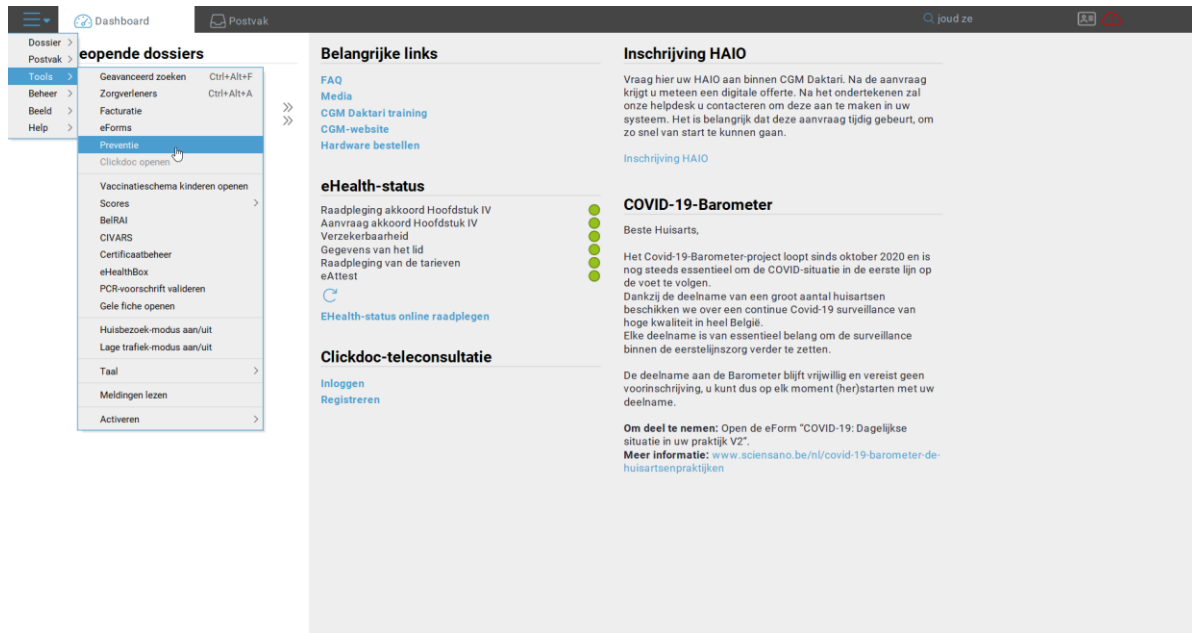 Dashboard
Postvak
joud ze
Dossier
Postvak
Tools
Beheer
Beeld
Help
eopende dossiers
Geavanceerd zoeken Ctrl+Alt+F
Zorgverleners Ctrl+Alt+A
Facturatie
eForms
Preventie
Clickdoc openen
Vaccinatieschema kinderen openen
Scores
BelRAI
CIVARS
Certificaatbeheer
eHealthBox
PCR-voorschrift valideren
Gele fiche openen
Huisbezoek-modus aan/uit
Lage trafiek-modus aan/uit
Taal
Meldingen lezen
Activeren
Belangrijke links
FAQ
Media
CGM Daktari training
CGM-website
Hardware bestellen
eHealth-status
Raadpleging akkoord Hoofdstuk IV
Aanvraag akkoord Hoofdstuk IV
Verzekerbaarheid
Gegevens van het lid
Raadpleging van de tarieven
eAttest
EHealth-status online raadplegen
Clickdoc-teleconsultatie
Inloggen
Registreren
Inschrijving HAIO
Vraag hier uw HAIO aan binnen CGM Daktari. Na de aanvraag
krijgt u meteen een digitale offerte. Na het ondertekenen zal
onze helpdesk u contacteren om deze aan te maken in uw
systeem. Het is belangrijk dat deze aanvraag tijdig gebeurt, om
zo snel van start te kunnen gaan.
Inschrijving HAIO
COVID-19-Barometer
Beste Huisarts,
Het Covid-19-Barometer-project loopt sinds oktober 2020 en is
nog steeds essentieel om de COVID-situatie in de eerste lijn op
de voet te volgen.
Dankzij de deelname van een groot aantal huisartsen
beschikken we over een continue Covid-19 surveillance van
hoge kwaliteit in heel België.
Elke deelname is van essentieel belang om de surveillance
binnen de eerstelijnszorg verder te zetten.
De deelname aan de Barometer blijft vrijwillig en vereist geen
voorinschrijving, u kunt dus op elk moment (her)starten met uw
deelname.
Om deel te nemen: Open de eForm “COVID-19: Dagelijkse
situatie in uw praktijk V2”.
Meer informatie: www.sciensano.be/nl/covid-19-barometer-de-
huisartsenpraktijken